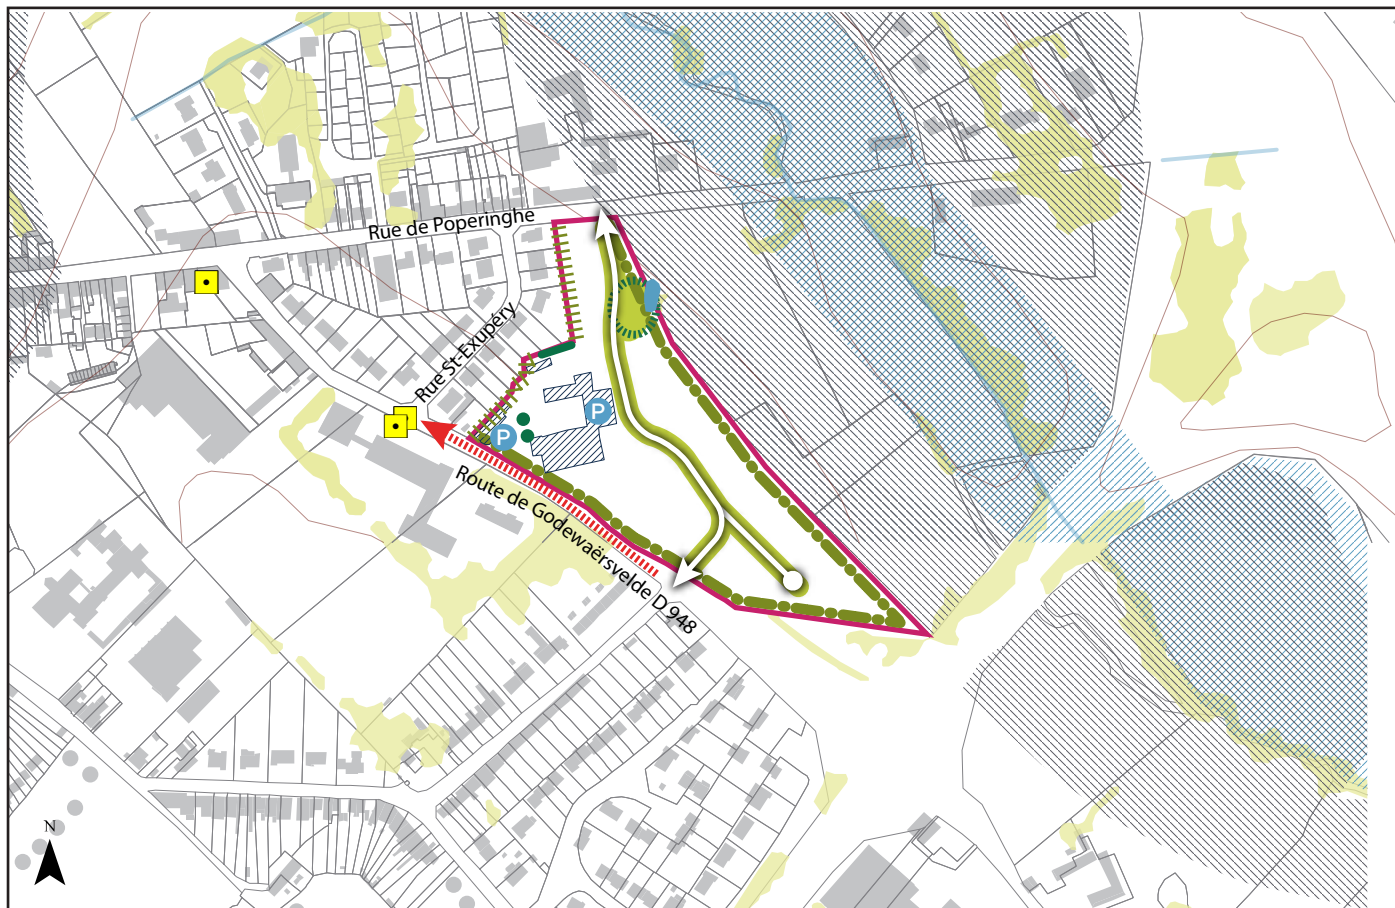 Rue de Poperinghe
Rue St-Exupéry
P
P
Route de Godewaërsvelde D 948
N